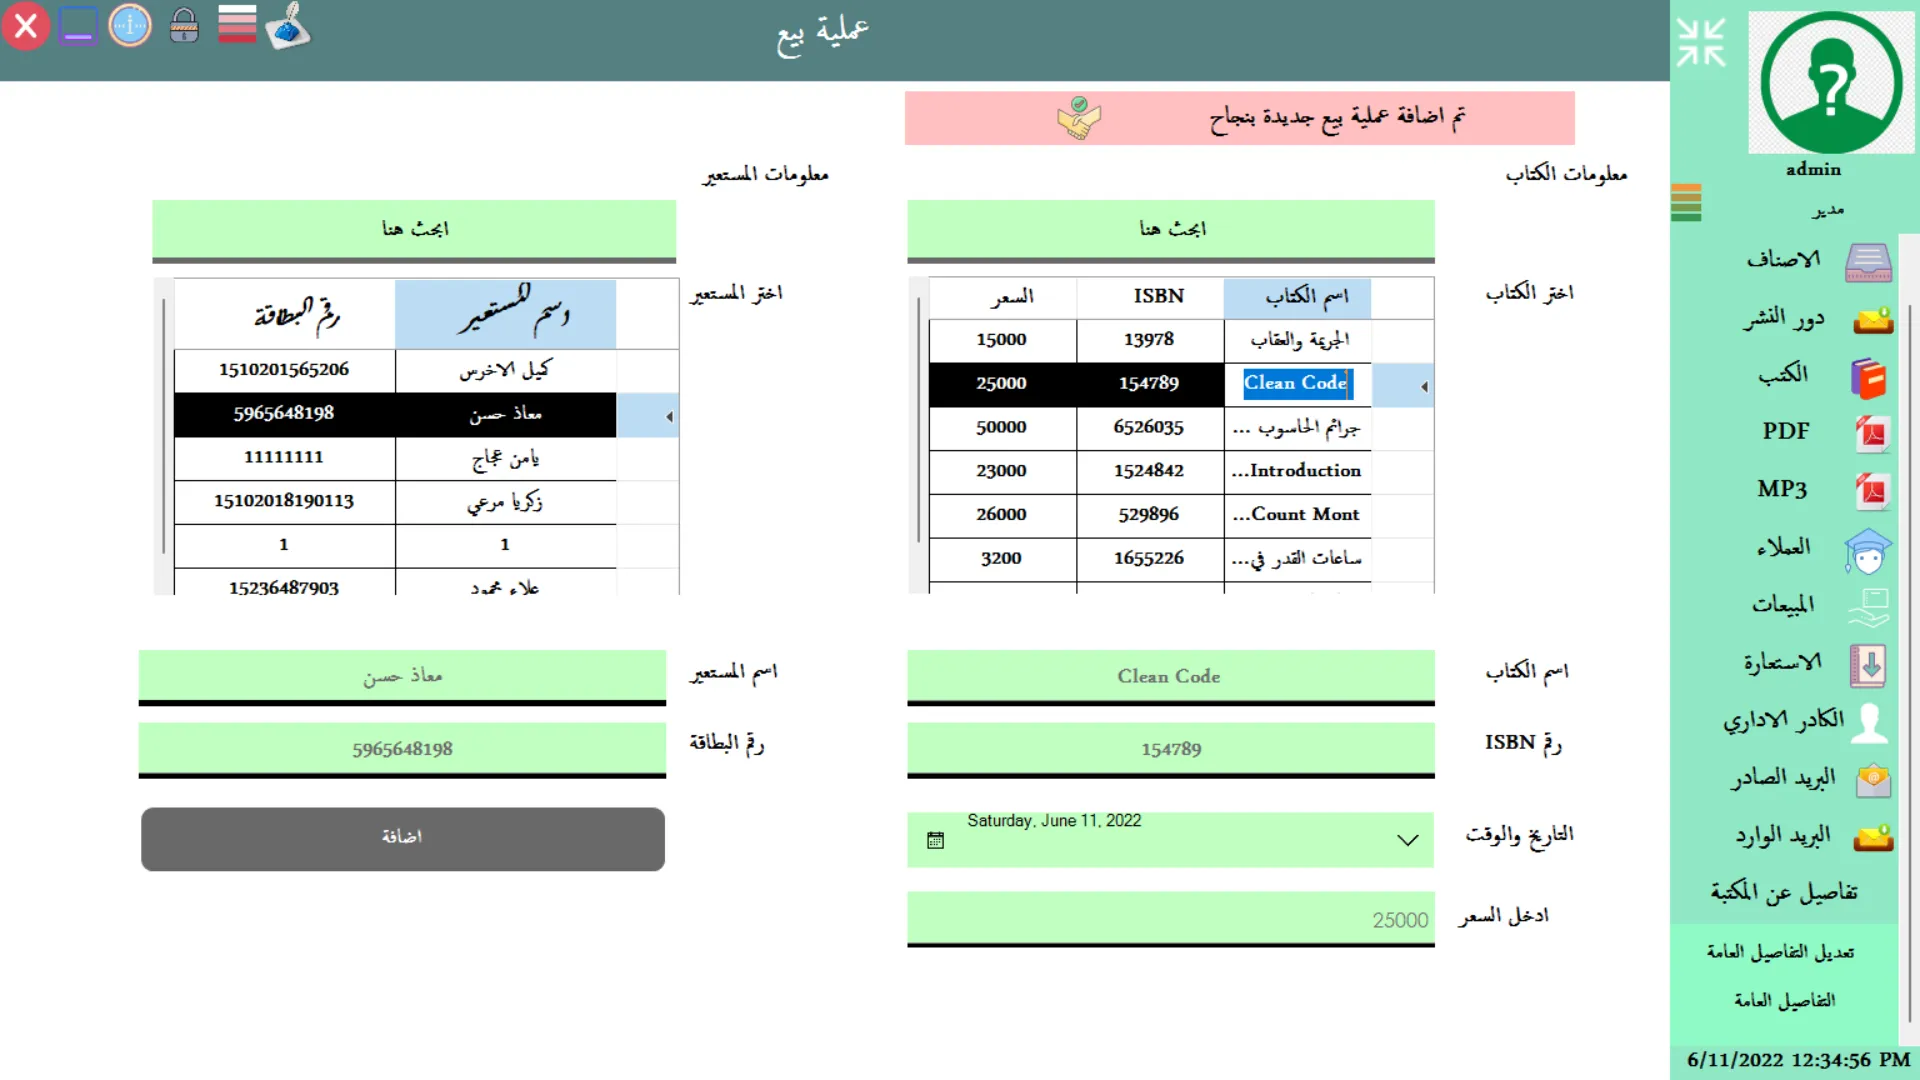 عملية بيع
admin
مدير
تم اضافة عملية بيع جديدة بنجاح
معلومات الكتاب
معلومات المستعير
ابحث هنا
ابحث هنا
اختر الكتاب
اسم الكتاب ISBN السعر
الجريمة والعقاب 13978 15000
Clean Code 154789 25000
جرائم الحاسوب ... 6526035 50000
Introduction... 1524842 23000
Count Mont... 529896 26000
ساعات القدر في... 1655226 3200
اختر المستعير
اسم المستعير رقم البطاقة
كميل الاخرس 1510201565206
معاذ حسن 5965648198
يامن عجاج 11111111
زكريا مرعي 15102018190113
1 1
علاء محمود 15236487903
اسم الكتاب Clean Code
رقم ISBN 154789
التاريخ والوقت Saturday, June 11, 2022
ادخل السعر 25000
اسم المستعير معاذ حسن
رقم البطاقة 5965648198
اضافة
الاصناف
دور النشر
الكتب
PDF
MP3
العملاء
المبيعات
الاستعارة
الكادر الاداري
البريد الصادر
البريد الوارد
تفاصيل عن المكتبة
تعديل التفاصيل العامة
التفاصيل العامة
6/11/2022 12:34:56 PM